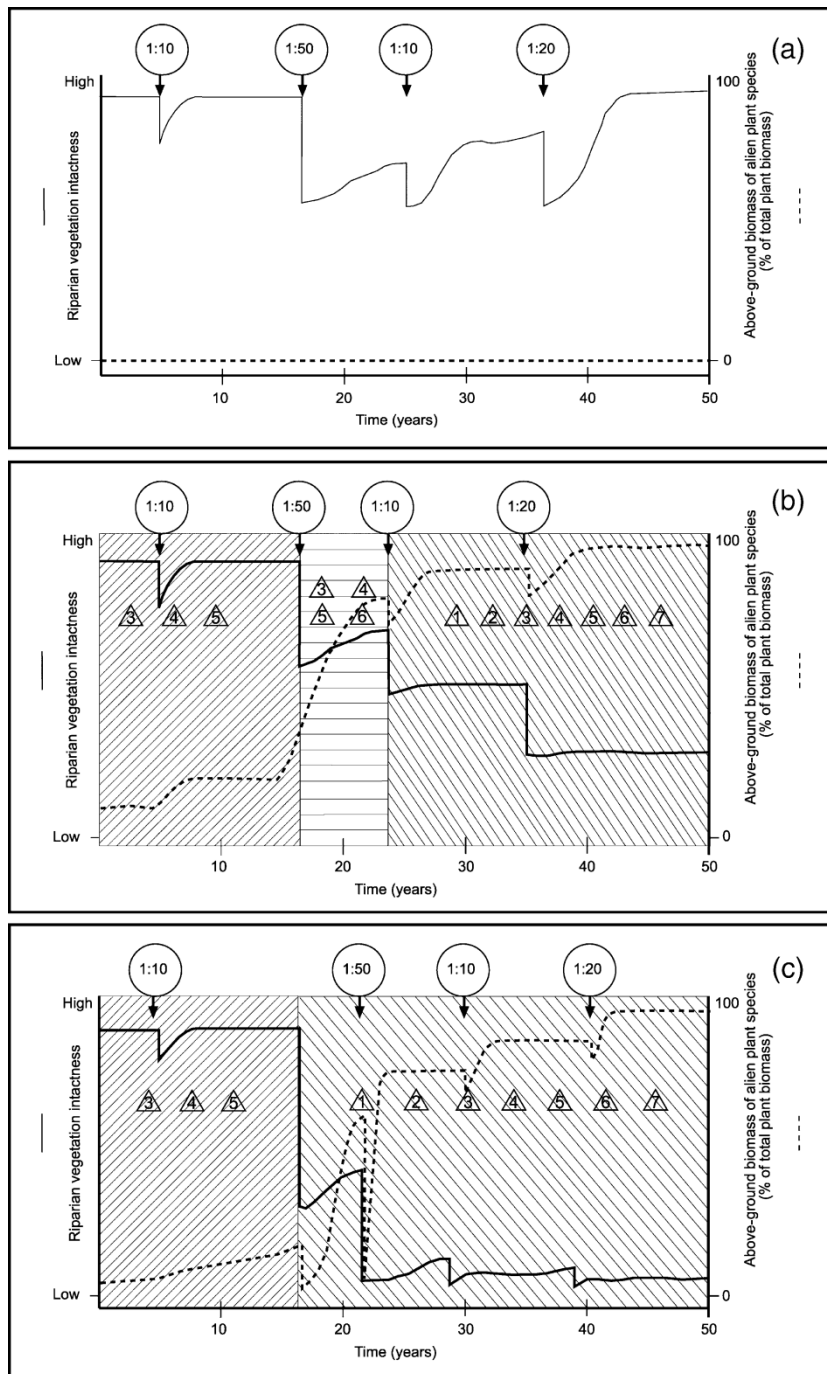 (a)
1:10 1:50 1:10 1:20
High
100
Riparian vegetation intactness
Above-ground biomass of alien plant species
(% of total plant biomass)
Low
0
10 20 30 40 50
Time (years)
(b)
1:10 1:50 1:10 1:20
High
100
3 4
3 4 5 5 6 1 2 3 4 5 6 7
Riparian vegetation intactness
Above-ground biomass of alien plant species
(% of total plant biomass)
Low
0
10 20 30 40 50
Time (years)
(c)
1:10 1:50 1:10 1:20
High
100
3 4 5 1 2 3 4 5 6 7
Riparian vegetation intactness
Above-ground biomass of alien plant species
(% of total plant biomass)
Low
0
10 20 30 40 50
Time (years)